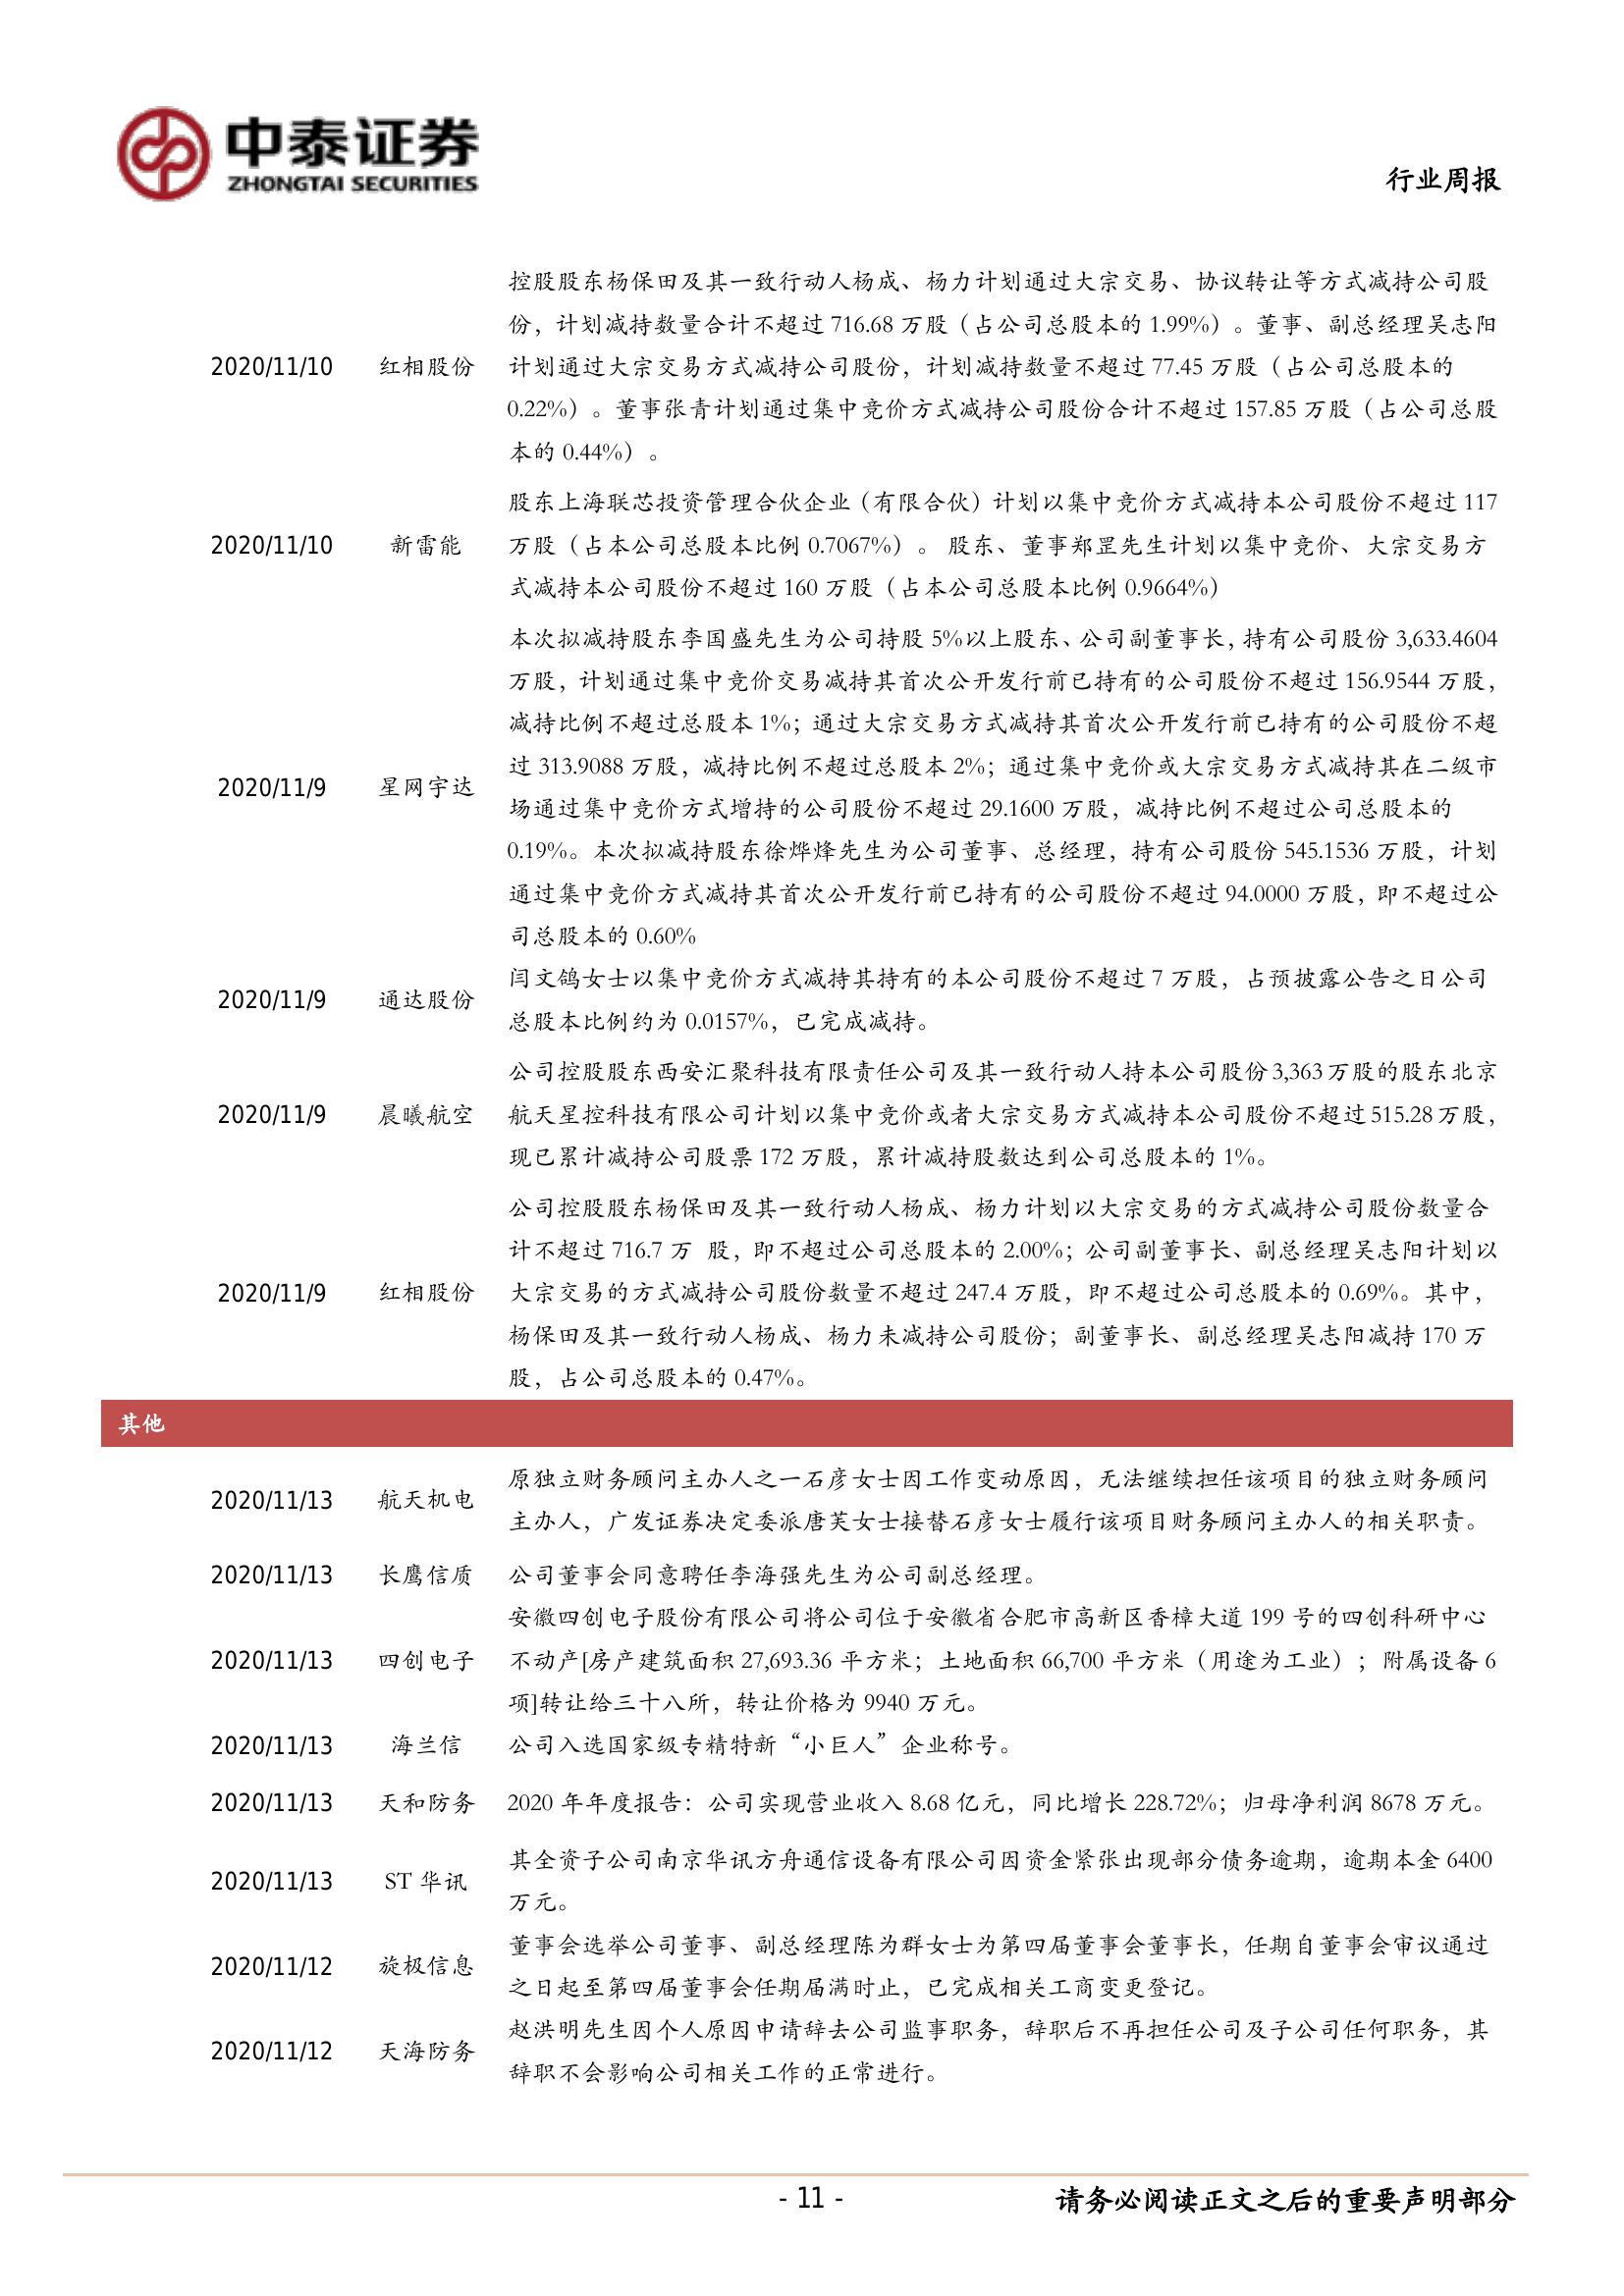 中泰证券
ZHONGTAI SECURITIES
行业周报
控股股东杨保田及其一致行动人杨成、杨力计划通过大宗交易、协议转让等方式减持公司股
份，计划减持数量合计不超过 716.68 万股（占公司总股本的 1.99%）。董事、副总经理吴志阳
2020/11/10 红相股份 计划通过大宗交易方式减持公司股份，计划减持数量不超过 77.45 万股（占公司总股本的
0.22%）。董事张青计划通过集中竞价方式减持公司股份合计不超过 157.85 万股（占公司总股
本的 0.44%）。
股东上海联芯投资管理合伙企业（有限合伙）计划以集中竞价方式减持本公司股份不超过 117
2020/11/10 新雷能 万股（占本公司总股本比例 0.7067%）。 股东、董事郑罡先生计划以集中竞价、大宗交易方
式减持本公司股份不超过 160 万股（占本公司总股本比例 0.9664%）
本次拟减持股东李国盛先生为公司持股 5%以上股东、公司副董事长，持有公司股份 3,633.4604
万股，计划通过集中竞价交易减持其首次公开发行前已持有的公司股份不超过 156.9544 万股，
减持比例不超过总股本 1%；通过大宗交易方式减持其首次公开发行前已持有的公司股份不超
过 313.9088 万股，减持比例不超过总股本 2%；通过集中竞价或大宗交易方式减持其在二级市
2020/11/9 星网宇达 场通过集中竞价方式增持的公司股份不超过 29.1600 万股，减持比例不超过公司总股本的
0.19%。本次拟减持股东徐烨烽先生为公司董事、总经理，持有公司股份 545.1536 万股，计划
通过集中竞价方式减持其首次公开发行前已持有的公司股份不超过 94.0000 万股，即不超过公
司总股本的 0.60%
2020/11/9 通达股份 闫文鸽女士以集中竞价方式减持其持有的本公司股份不超过 7 万股，占预披露公告之日公司
总股本比例约为 0.0157%，已完成减持。
公司控股股东西安汇聚科技有限责任公司及其一致行动人持本公司股份 3,363 万股的股东北京
2020/11/9 晨曦航空 航天星控科技有限公司计划以集中竞价或者大宗交易方式减持本公司股份不超过 515.28 万股，
现已累计减持公司股票 172 万股，累计减持股数达到公司总股本的 1%。
公司控股股东杨保田及其一致行动人杨成、杨力计划以大宗交易的方式减持公司股份数量合
计不超过 716.7 万 股，即不超过公司总股本的 2.00%；公司副董事长、副总经理吴志阳计划以
2020/11/9 红相股份 大宗交易的方式减持公司股份数量不超过 247.4 万股，即不超过公司总股本的 0.69%。其中，
杨保田及其一致行动人杨成、杨力未减持公司股份；副董事长、副总经理吴志阳减持 170 万
股，占公司总股本的 0.47%。
其他
2020/11/13 航天机电 原独立财务顾问主办人之一石彦女士因工作变动原因，无法继续担任该项目的独立财务顾问
主办人，广发证券决定委派唐芙女士接替石彦女士履行该项目财务顾问主办人的相关职责。
2020/11/13 长鹰信质 公司董事会同意聘任李海强先生为公司副总经理。
安徽四创电子股份有限公司将公司位于安徽省合肥市高新区香樟大道 199 号的四创科研中心
2020/11/13 四创电子 不动产[房产建筑面积 27,693.36 平方米；土地面积 66,700 平方米（用途为工业）；附属设备 6
项]转让给三十八所，转让价格为 9940 万元。
2020/11/13 海兰信 公司入选国家级专精特新“小巨人”企业称号。
2020/11/13 天和防务 2020 年年度报告：公司实现营业收入 8.68 亿元，同比增长 228.72%；归母净利润 8678 万元。
2020/11/13 ST 华讯 其全资子公司南京华讯方舟通信设备有限公司因资金紧张出现部分债务逾期，逾期本金 6400
万元。
2020/11/12 旋极信息 董事会选举公司董事、副总经理陈为群女士为第四届董事会董事长，任期自董事会审议通过
之日起至第四届董事会任期届满时止，已完成相关工商变更登记。
2020/11/12 天海防务 赵洪明先生因个人原因申请辞去公司监事职务，辞职后不再担任公司及子公司任何职务，其
辞职不会影响公司相关工作的正常进行。
- 11 -
请务必阅读正文之后的重要声明部分